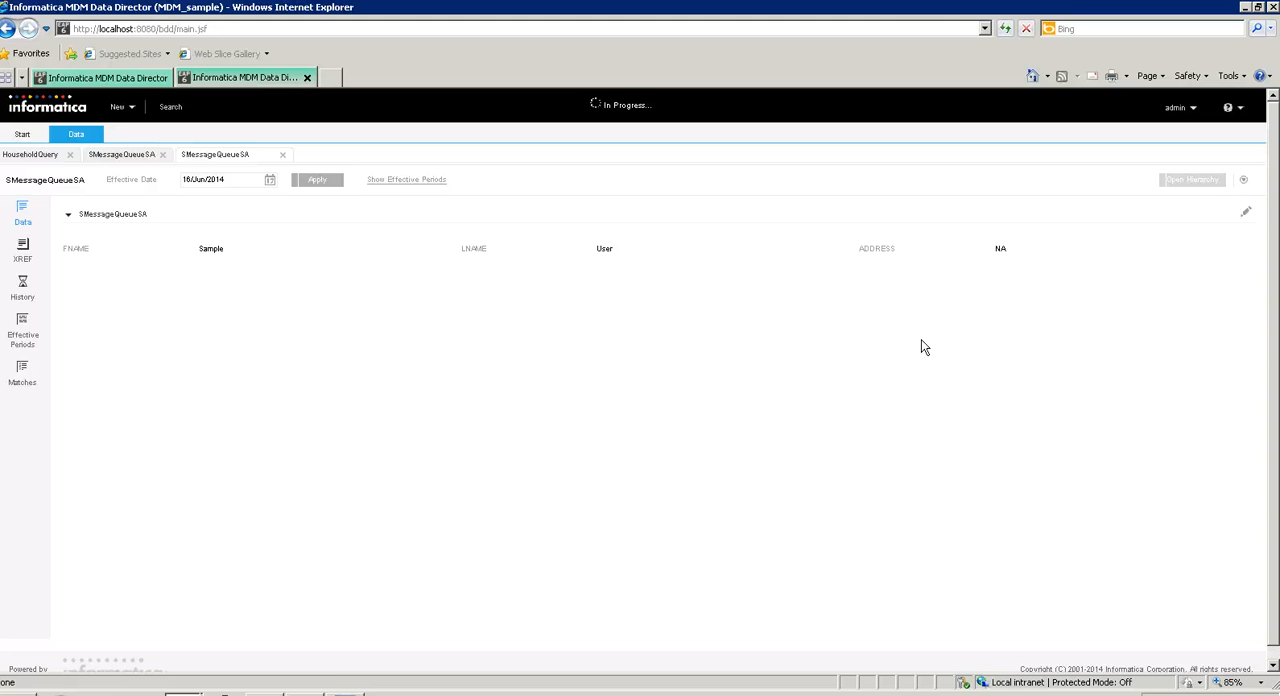 Informatica MDM Data Director (MDM_sample) - Windows Internet Explorer
http://localhost:8080/bdd/main.jsf
Bing
Favorites Suggested Sites Web Slice Gallery
Informatica MDM Data Director Informatica MDM Data Di... Page Safety Tools
informatica New Search In Progress... admin
Start Data
HouseholdQuery SMessageQueueSA SMessageQueueSA
SMessageQueueSA Effective Date 16/Jun/2014 Apply Show Effective Periods Open Hierarchy
Data
SMessageQueueSA
FNAME Sample LNAME User ADDRESS NA
XREF
History
Effective
Periods
Matches
Powered by Copyright (C) 2001-2014 Informatica Corporation. All rights reserved.
one Local intranet | Protected Mode: Off 85%